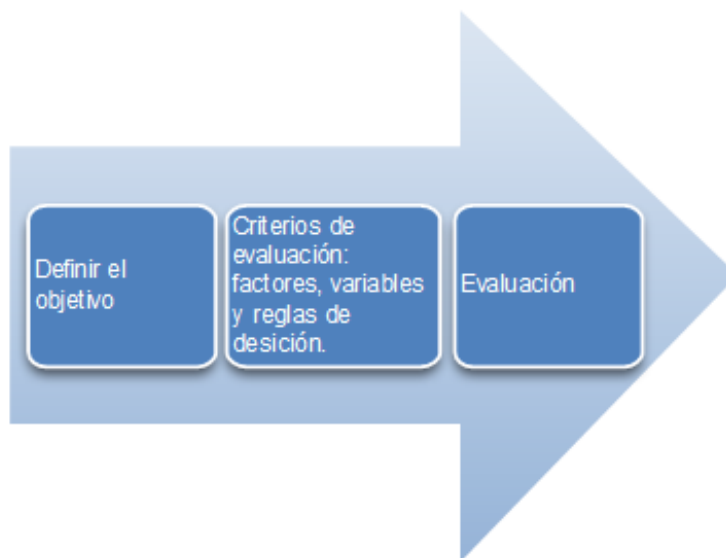 Definir el
objetivo
Criterios de
evaluación:
factores, variables
y reglas de
desición.
Evaluación